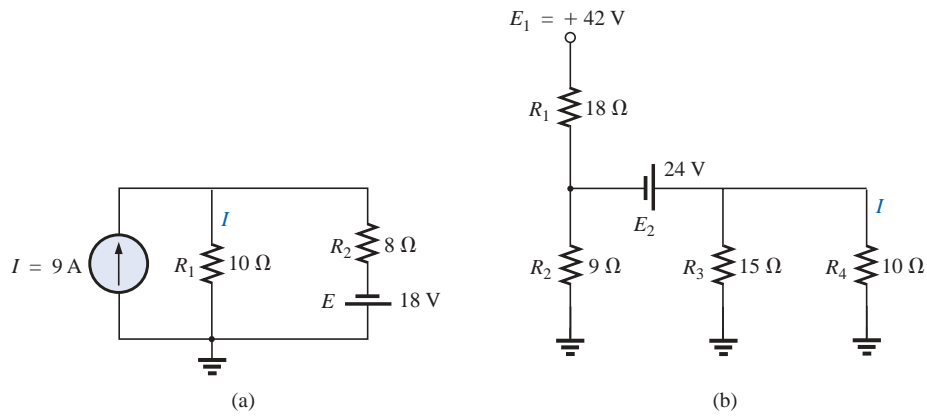 E₁ = + 42 V
R₁ 18 Ω
24 V
E₂
I
R₂ 9 Ω
R₃ 15 Ω
R₄ 10 Ω
(b)
I
I = 9 A
R₁ 10 Ω
R₂ 8 Ω
E 18 V
(a)